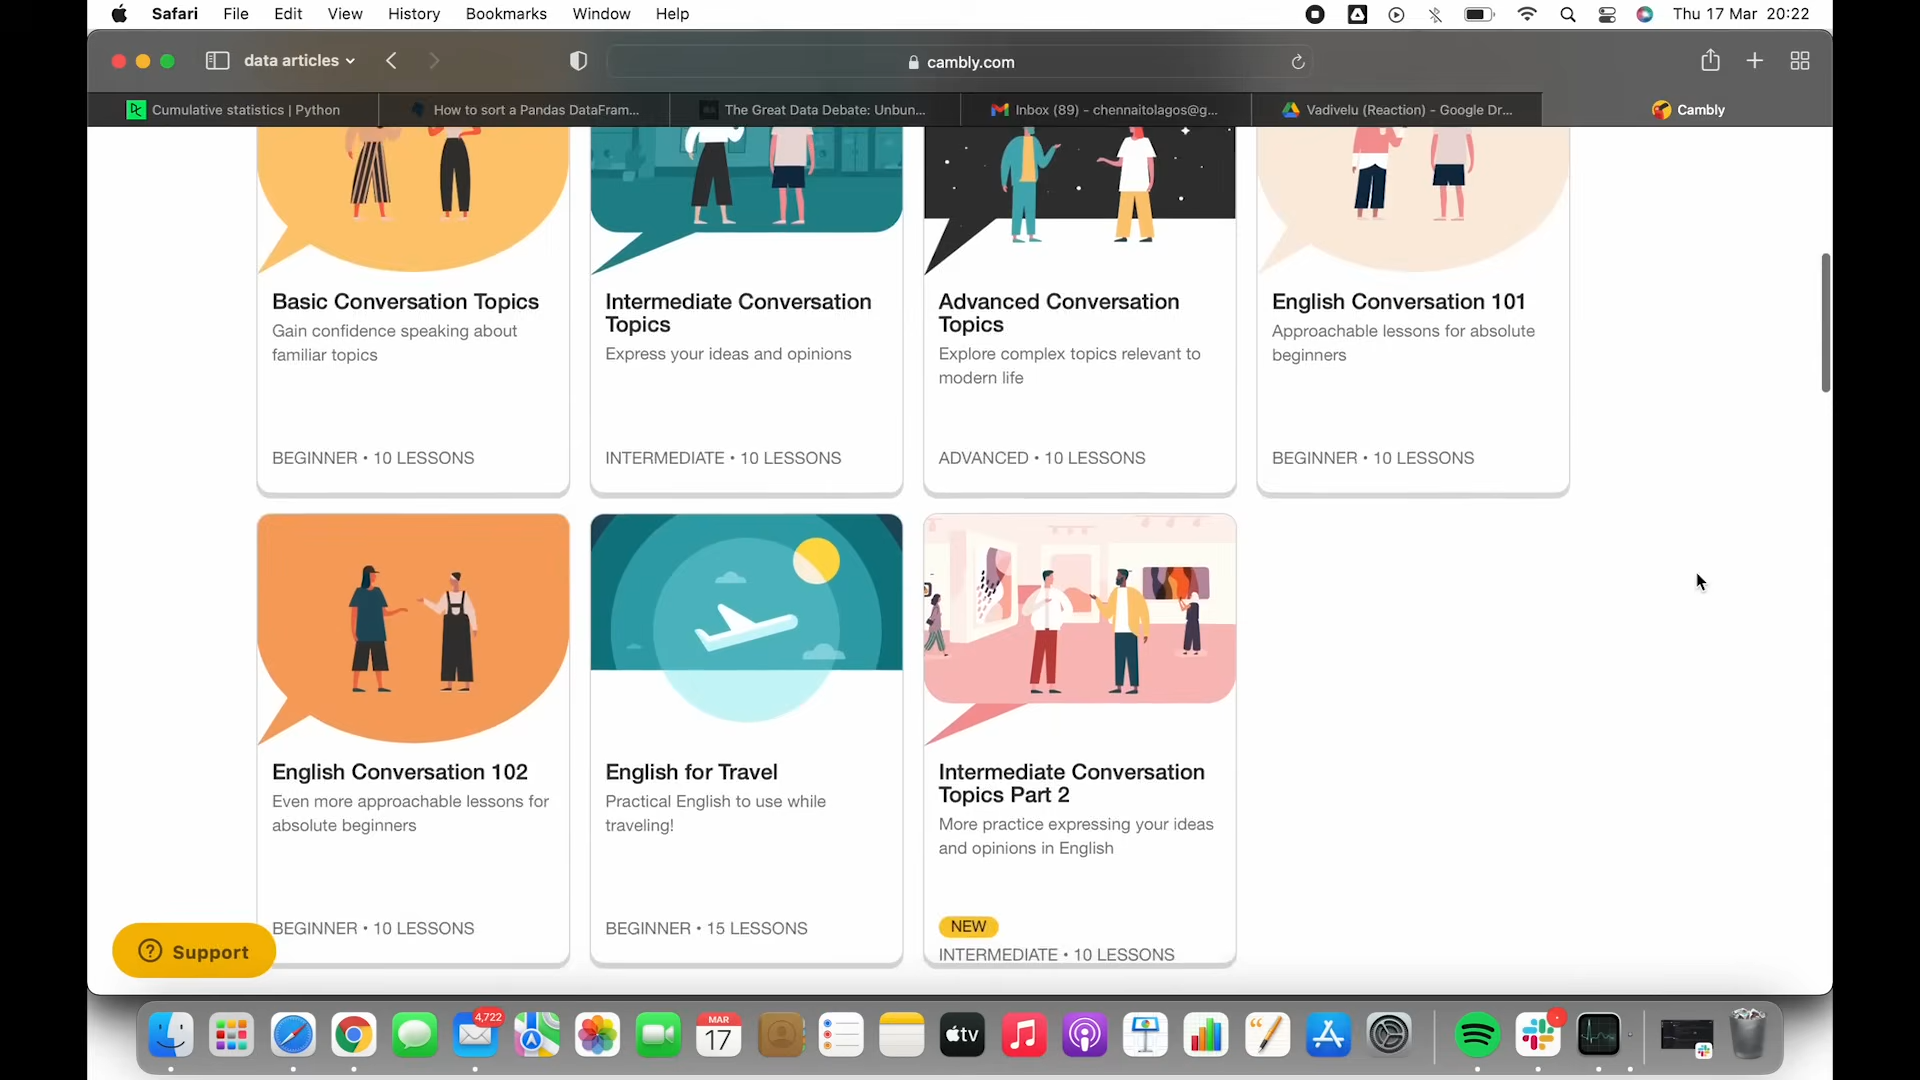 Safari File Edit View History Bookmarks Window Help Thu 17 Mar 20:22
data articles cambly.com
Cumulative statistics | Python How to sort a Pandas DataFram... The Great Data Debate: Unbun... Inbox (89) - chennaitolagos@g... Vadivelu (Reaction) - Google Dr... Cambly
Basic Conversation Topics
Gain confidence speaking about
familiar topics
BEGINNER • 10 LESSONS
Intermediate Conversation
Topics
Express your ideas and opinions
INTERMEDIATE • 10 LESSONS
Advanced Conversation
Topics
Explore complex topics relevant to
modern life
ADVANCED • 10 LESSONS
English Conversation 101
Approachable lessons for absolute
beginners
BEGINNER • 10 LESSONS
English Conversation 102
Even more approachable lessons for
absolute beginners
BEGINNER • 10 LESSONS
English for Travel
Practical English to use while
traveling!
BEGINNER • 15 LESSONS
Intermediate Conversation
Topics Part 2
More practice expressing your ideas
and opinions in English
NEW
INTERMEDIATE • 10 LESSONS
? Support
4,722
MAR
17
tv